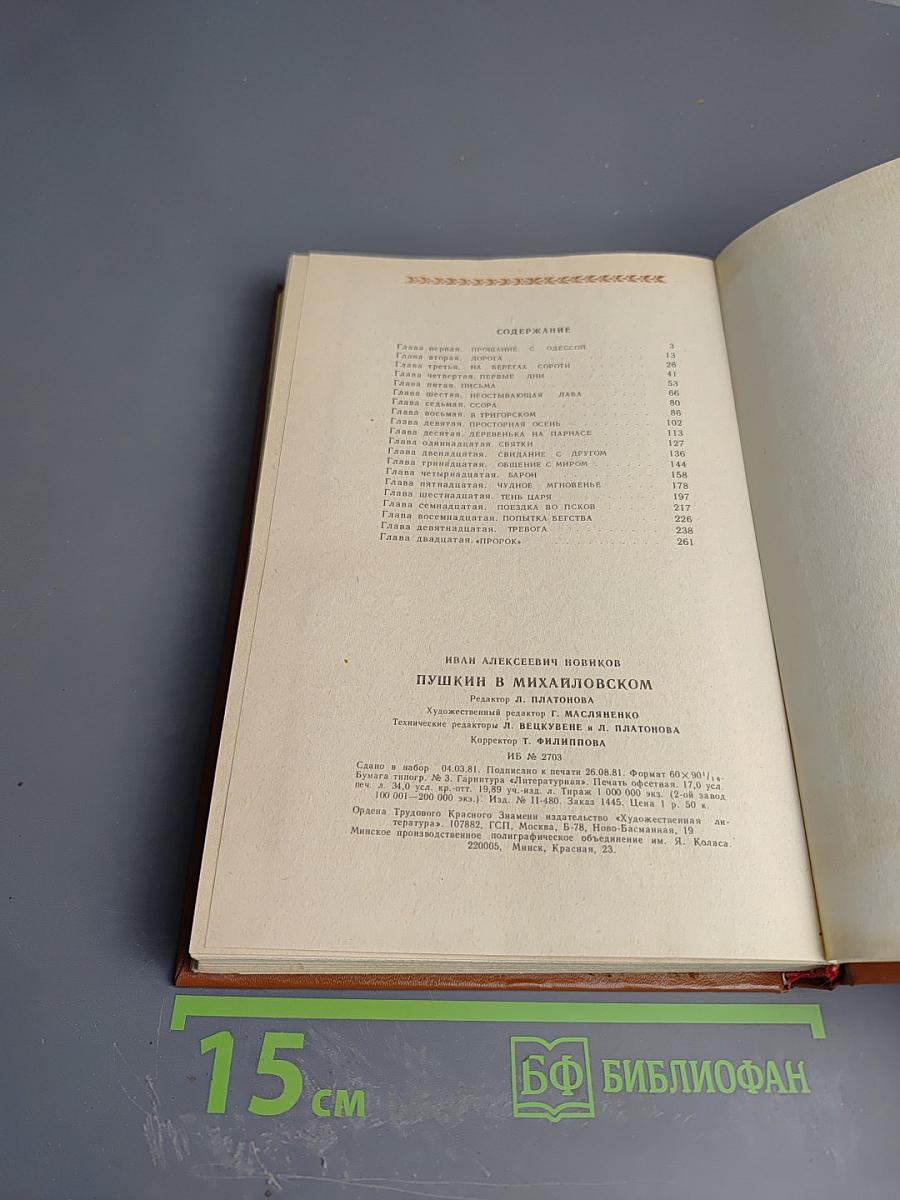 СОДЕРЖАНИЕ
Глава первая. ПРОЩАНИЕ С ОДЕССОЙ 3
Глава вторая. ДОРОГА 13
Глава третья. НА БЕРЕГАХ СОРОТИ 26
Глава четвертая. ПЕРВЫЕ ДНИ 41
Глава пятая. ПИСЬМА 53
Глава шестая. НЕОСТЫВАЮЩАЯ ЛАВА 66
Глава седьмая. ССОРА 80
Глава восьмая. В ТРИГОРСКОМ 86
Глава девятая. ПРОСТОРНАЯ ОСЕНЬ 102
Глава десятая. ДЕРЕВЕНЬКА НА ПАРНАСЕ 113
Глава одиннадцатая. СВЯТКИ 127
Глава двенадцатая. СВИДАНИЕ С ДРУГОМ 136
Глава тринадцатая. ОБЩЕНИЕ С МИРОМ 144
Глава четырнадцатая. БАРОН 158
Глава пятнадцатая. ЧУДНОЕ МГНОВЕНЬЕ 178
Глава шестнадцатая. ТЕНЬ ЦАРЯ 197
Глава семнадцатая. ПОЕЗДКА ВО ПСКОВ 217
Глава восемнадцатая. ПОПЫТКА БЕГСТВА 226
Глава девятнадцатая. ТРЕВОГА 238
Глава двадцатая. «ПРОРОК» 261
ИВАН АЛЕКСЕЕВИЧ НОВИКОВ
ПУШКИН В МИХАЙЛОВСКОМ
Редактор Л. ПЛАТОНОВА
Художественный редактор Г. МАСЛЯНЕНКО
Технические редакторы Л. ВЕЦКУВЕНЕ и Л. ПЛАТОНОВА
Корректор Т. ФИЛИППОВА
ИБ № 2703
Сдано в набор 04.03.81. Подписано к печати 26.08.81. Формат 60×90¹/₁₆.
Бумага типогр. № 3. Гарнитура «Литературная». Печать офсетная. 17,0 усл.
печ. л. 34,0 усл. кр.-отт. 19,89 уч.-изд. л. Тираж 1 000 000 экз. (2-ой завод
100 001—200 000 экз.). Изд. № II-480. Заказ 1445. Цена 1 р. 50 к.
Ордена Трудового Красного Знамени издательство «Художественная ли-
тература». 107882, ГСП, Москва, Б-78, Ново-Басманная, 19
Минское производственное полиграфическое объединение им. Я. Коласа.
220005, Минск, Красная, 23.
15 см
БФ БИБЛИОФАН